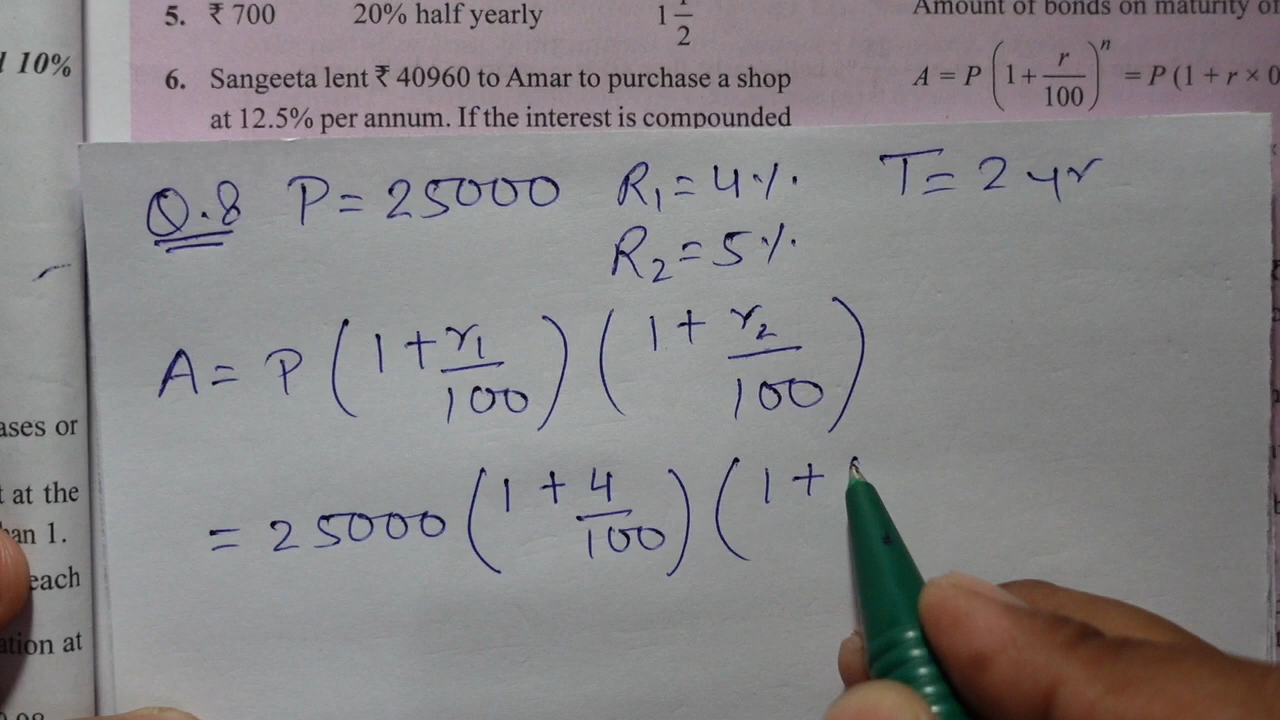 5. ₹ 700 20% half yearly 1 1/2
Amount of bonds on maturity of
6. Sangeeta lent ₹ 40960 to Amar to purchase a shop
at 12.5% per annum. If the interest is compounded
A = P (1 + r/100)^n = P (1 + r × 0
10%
Q.8 P = 25000 R₁ = 4% T = 2 yr
R₂ = 5%
A = P (1 + r₁/100) (1 + r₂/100)
= 25000 (1 + 4/100) (1 +
ases or
at the
an 1.
each
ation at